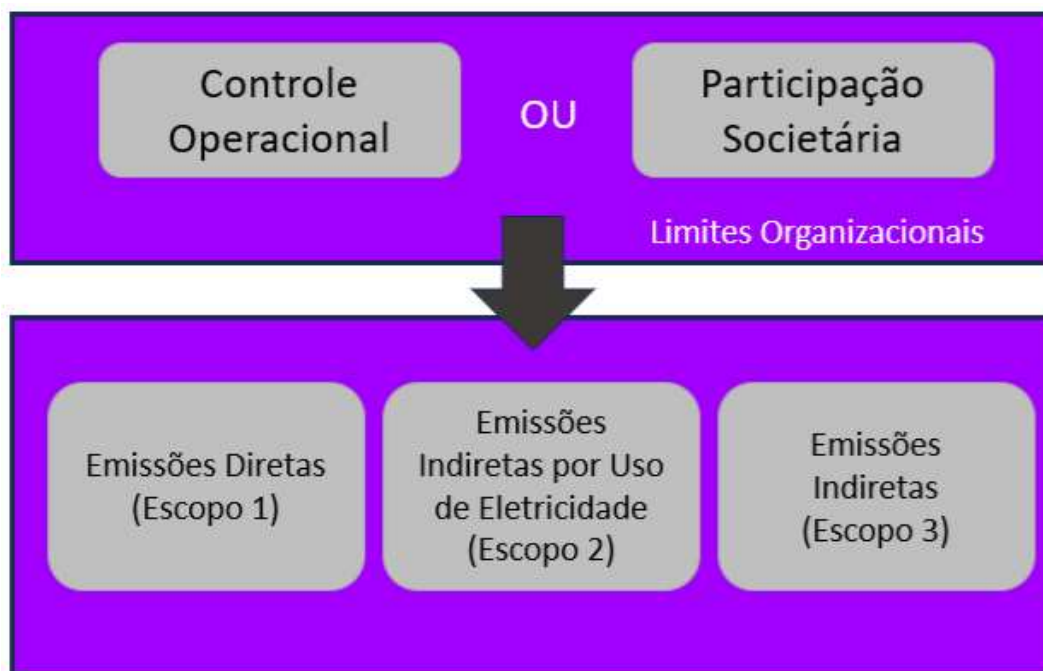 Controle
Operacional
OU
Participação
Societária
Limites Organizacionais
Emissões Diretas
(Escopo 1)
Emissões
Indiretas por Uso
de Eletricidade
(Escopo 2)
Emissões
Indiretas
(Escopo 3)